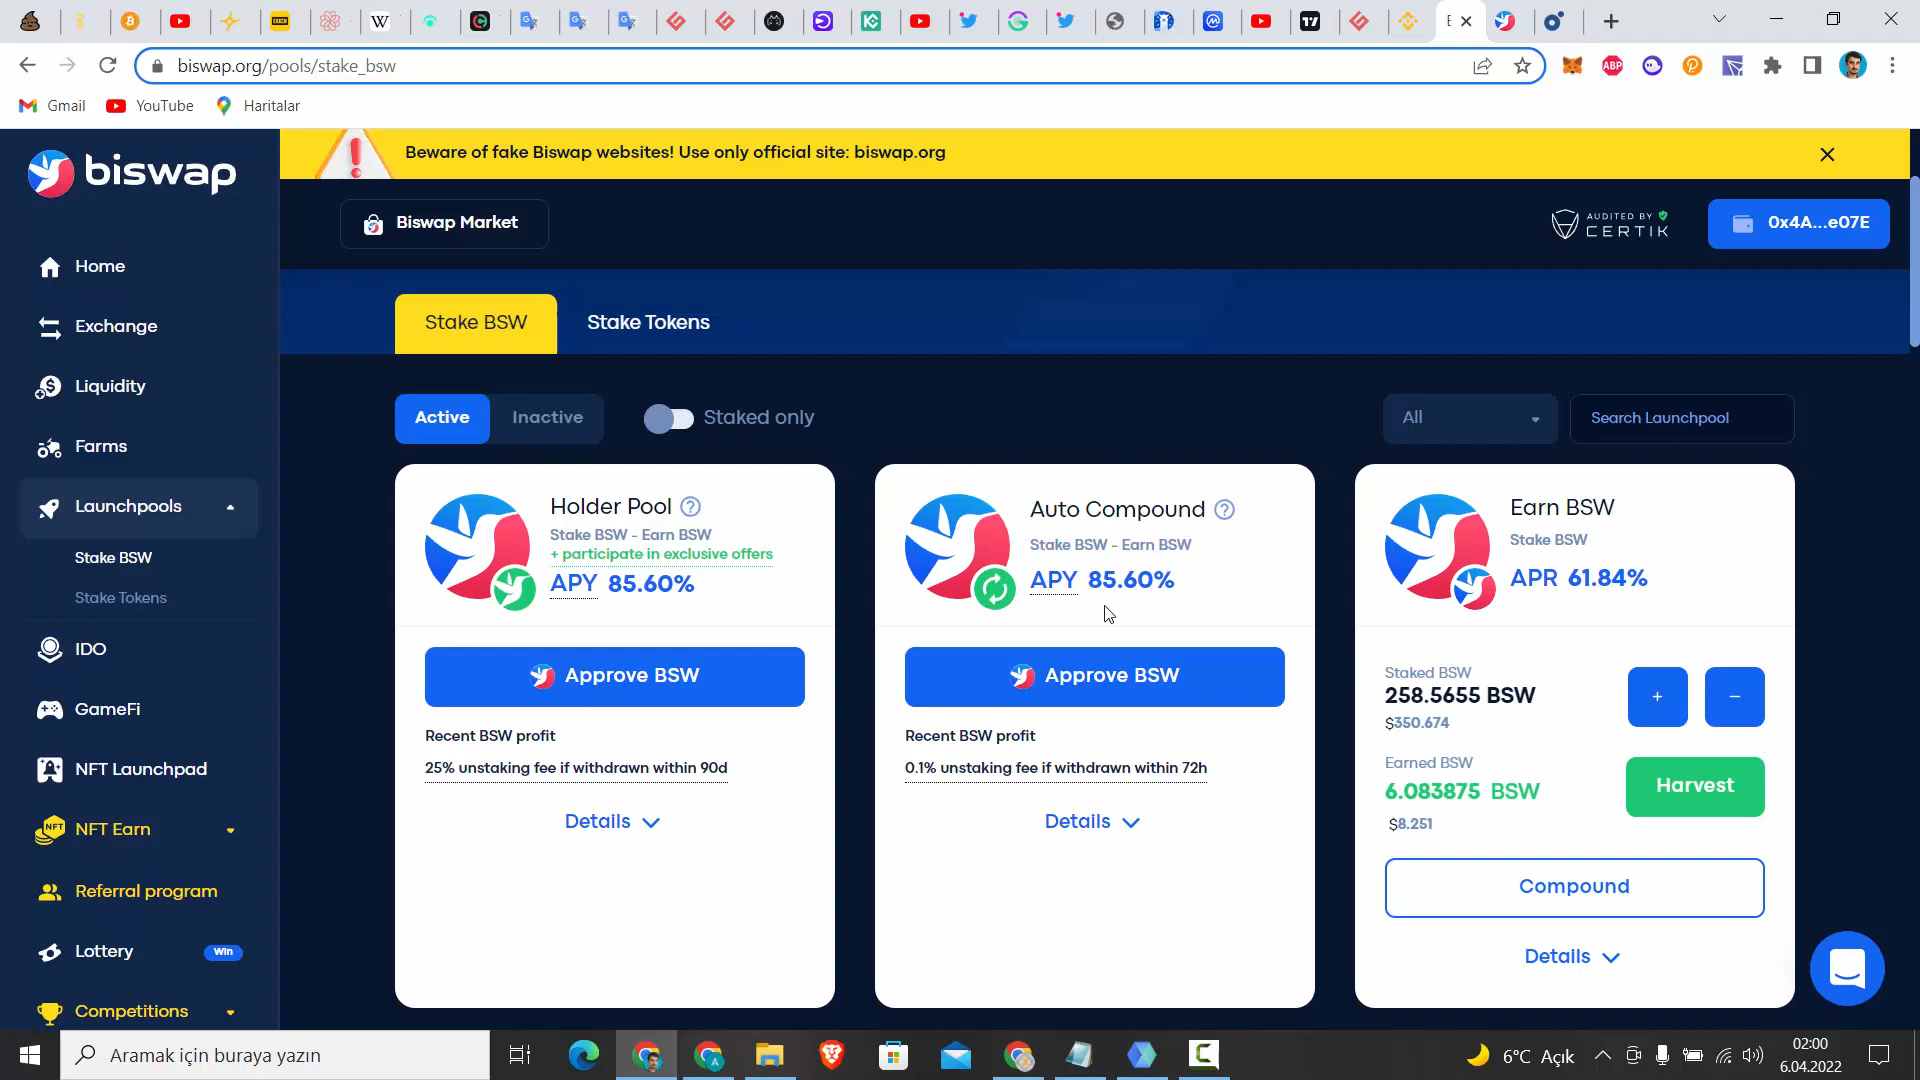 biswap.org/pools/stake_bsw
Gmail
YouTube
Haritalar
biswap
Beware of fake Biswap websites! Use only official site: biswap.org
Biswap Market
AUDITED BY
CERTIK
0x4A...e07E
Home
Exchange
Liquidity
Farms
Launchpools
Stake BSW
Stake Tokens
IDO
GameFi
NFT Launchpad
NFT
NFT Earn
Referral program
Lottery
Win
Competitions
Stake BSW
Stake Tokens
Active
Inactive
Staked only
All
Search Launchpool
Holder Pool ?
Stake BSW - Earn BSW
+ participate in exclusive offers
APY 85.60%
Approve BSW
Recent BSW profit
25% unstaking fee if withdrawn within 90d
Details
Auto Compound ?
Stake BSW - Earn BSW
APY 85.60%
Approve BSW
Recent BSW profit
0.1% unstaking fee if withdrawn within 72h
Details
Earn BSW
Stake BSW
APR 61.84%
Staked BSW
258.5655 BSW
$350.674
+
−
Earned BSW
6.083875 BSW
$8.251
Harvest
Compound
Details
Aramak için buraya yazın
6°C Açık
02:00
6.04.2022